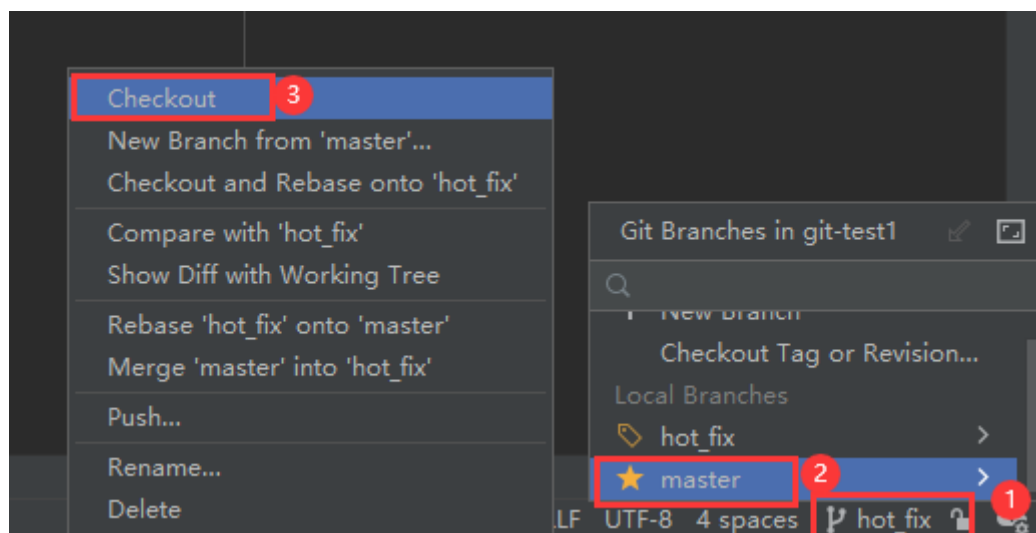 Checkout
3
New Branch from 'master'...
Checkout and Rebase onto 'hot_fix'
Compare with 'hot_fix'
Show Diff with Working Tree
Rebase 'hot_fix' onto 'master'
Merge 'master' into 'hot_fix'
Push...
Rename...
Delete
Git Branches in git-test1
New Branch
Checkout Tag or Revision...
Local Branches
hot_fix
master
2
1
LF UTF-8 4 spaces hot_fix